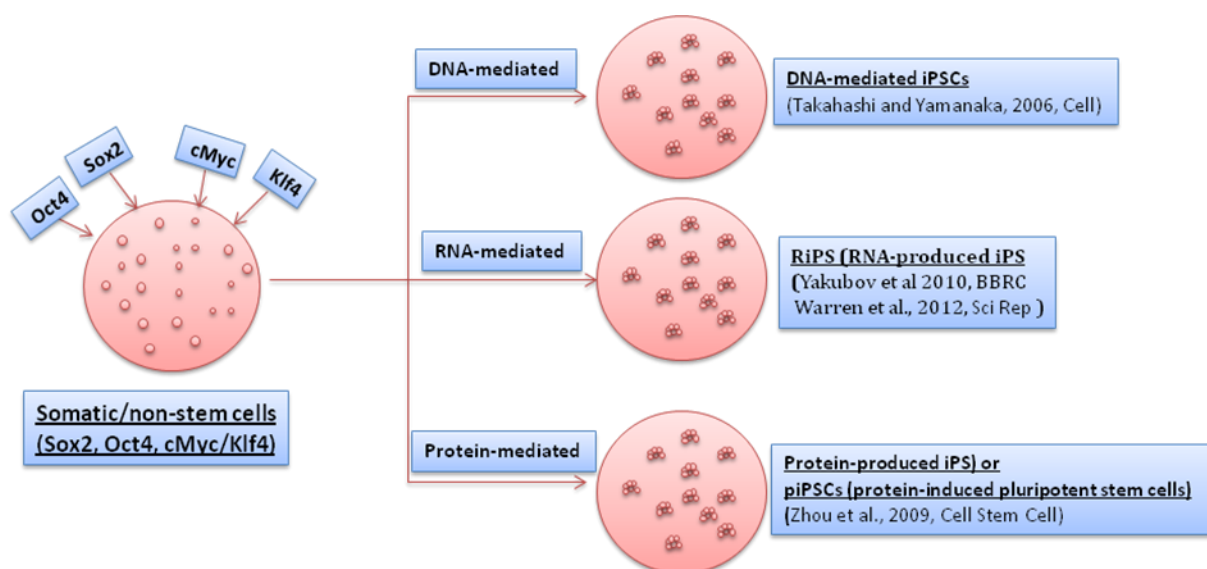 Oct4
Sox2
cMyc
Klf4
Somatic/non-stem cells
(Sox2, Oct4, cMyc/Klf4)
DNA-mediated
DNA-mediated iPSCs
(Takahashi and Yamanaka, 2006, Cell)
RNA-mediated
RiPS (RNA-produced iPS
(Yakubov et al 2010, BBRC
Warren et al., 2012, Sci Rep )
Protein-mediated
Protein-produced iPS) or
piPSCs (protein-induced pluripotent stem cells)
(Zhou et al., 2009, Cell Stem Cell)